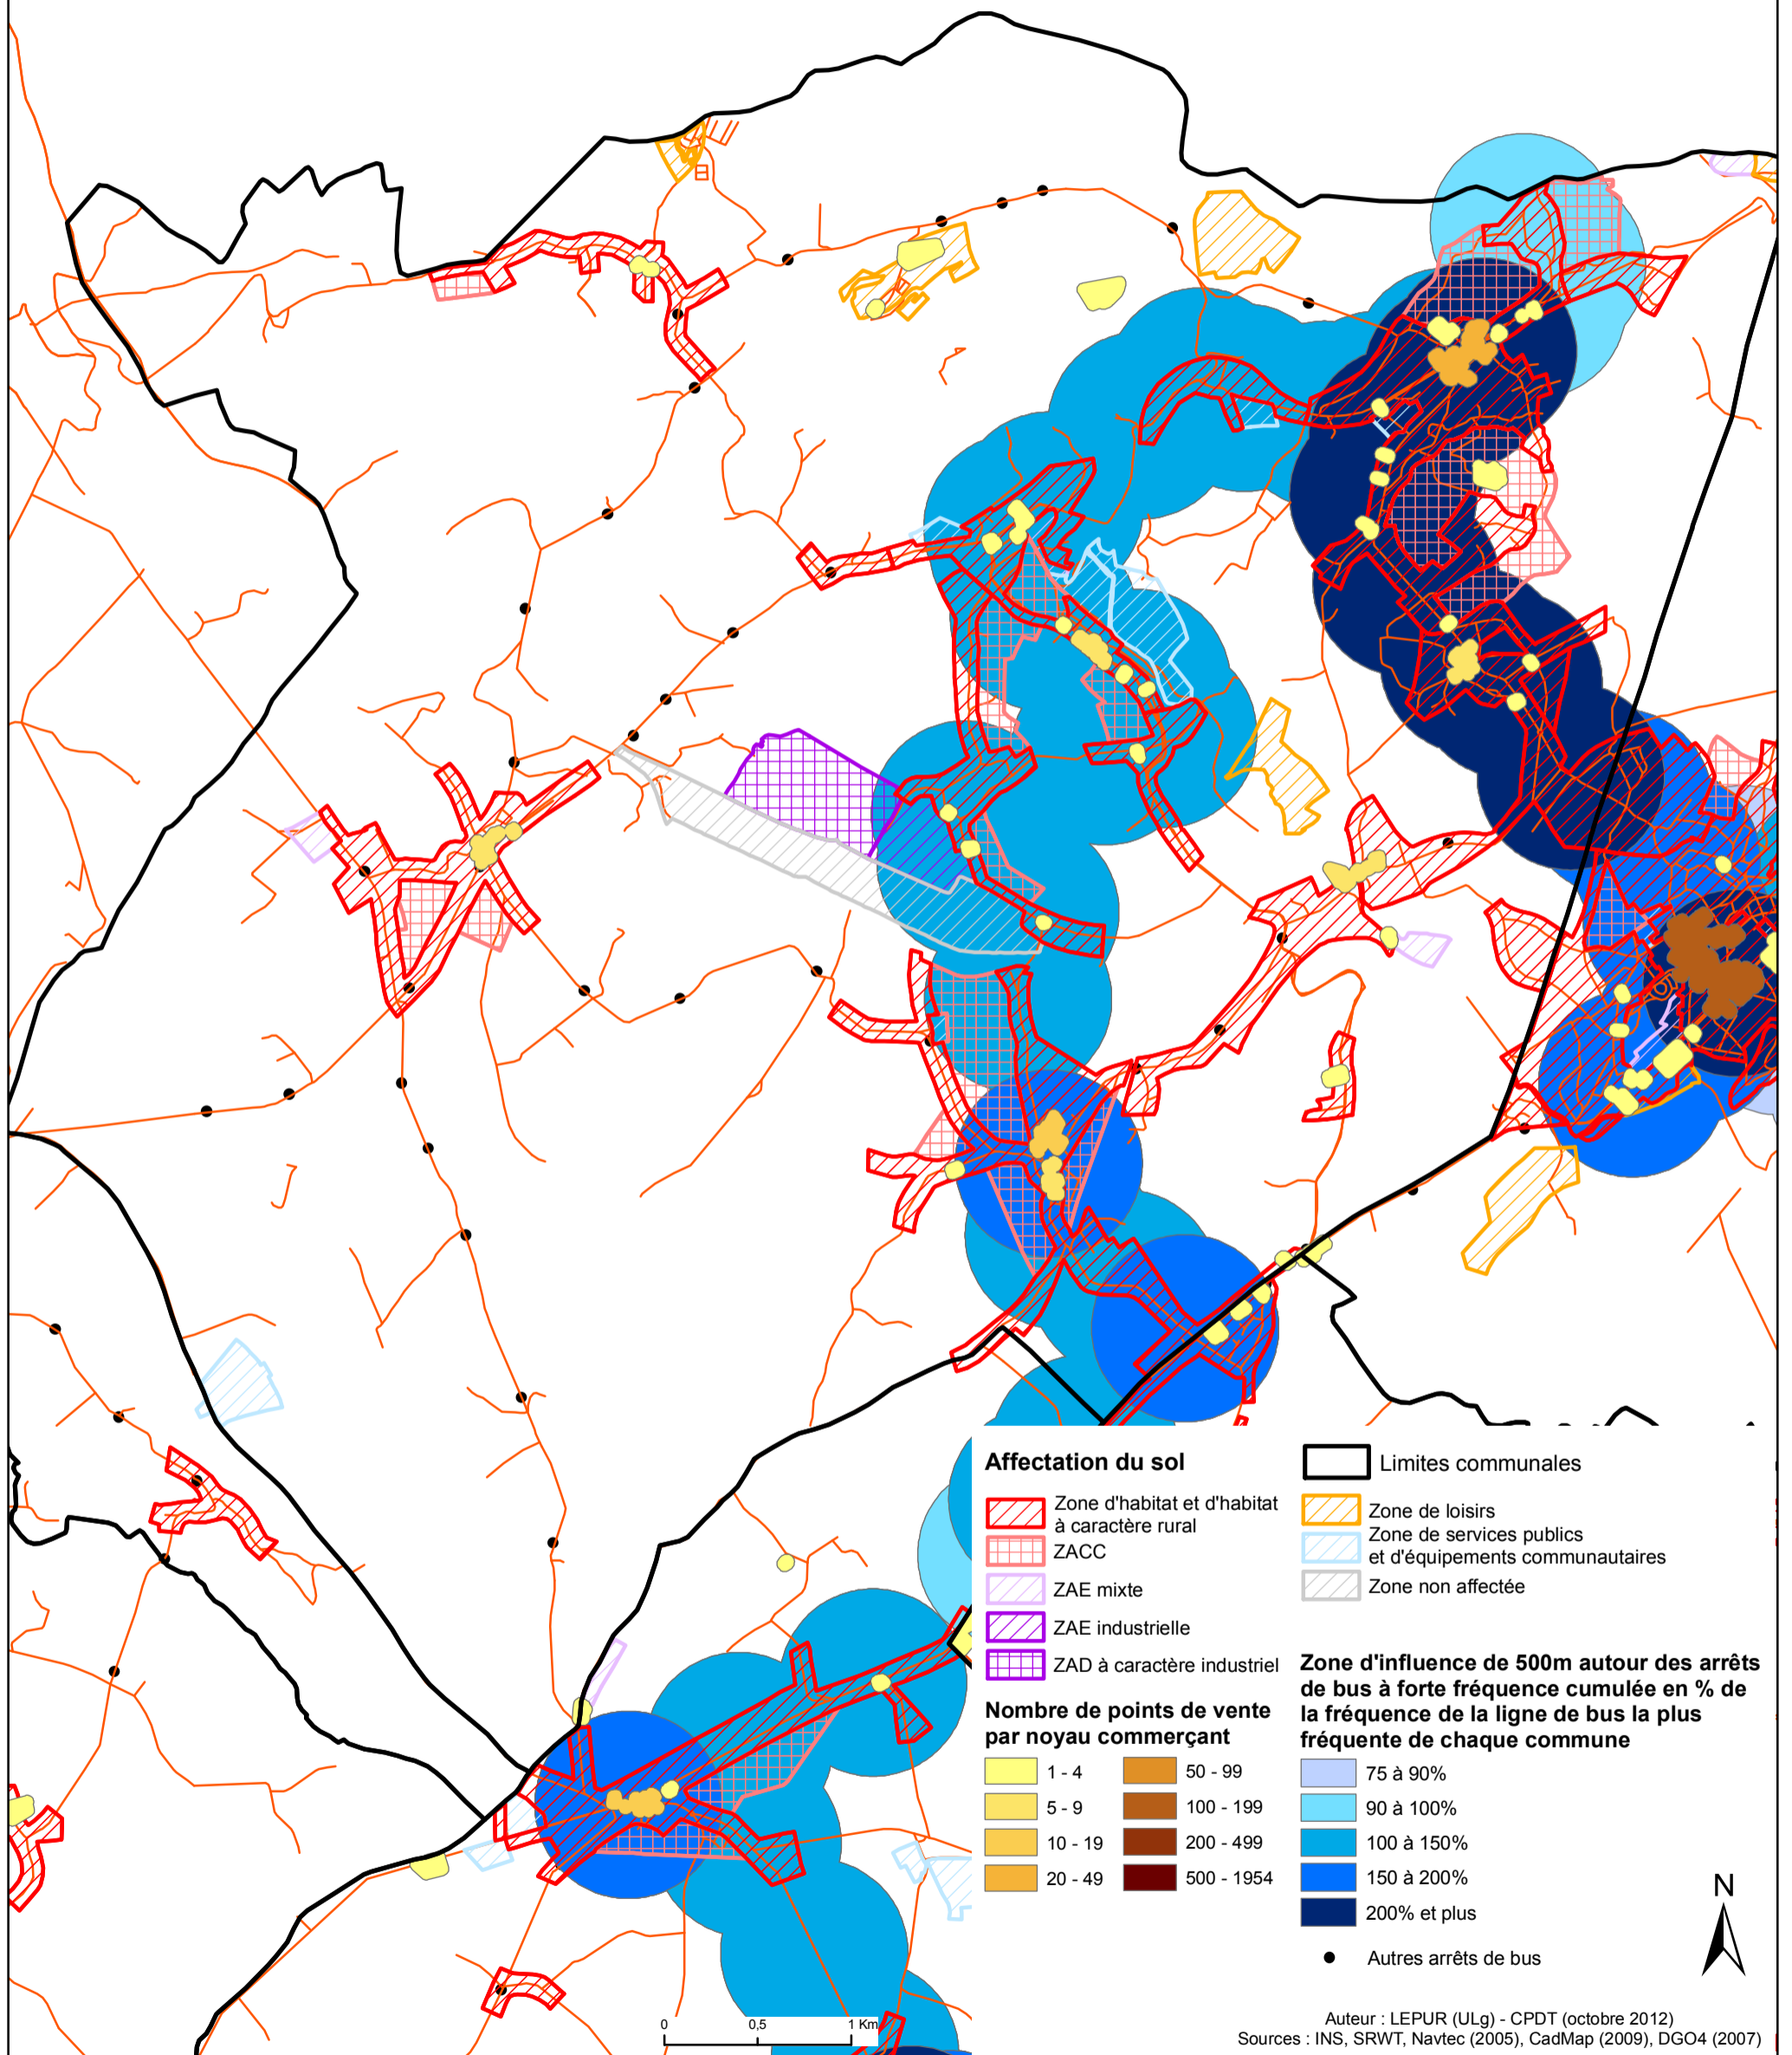 Affectation du sol
Zone d'habitat et d'habitat
à caractère rural
ZACC
ZAE mixte
ZAE industrielle
ZAD à caractère industriel
Nombre de points de vente
par noyau commerçant
1 - 4
5 - 9
10 - 19
20 - 49
50 - 99
100 - 199
200 - 499
500 - 1954
Limites communales
Zone de loisirs
Zone de services publics
et d'équipements communautaires
Zone non affectée
Zone d'influence de 500m autour des arrêts
de bus à forte fréquence cumulée en % de
la fréquence de la ligne de bus la plus
fréquente de chaque commune
75 à 90%
90 à 100%
100 à 150%
150 à 200%
200% et plus
Autres arrêts de bus
N
0 0,5 1 Km
Auteur : LEPUR (ULg) - CPDT (octobre 2012)
Sources : INS, SRWT, Navtec (2005), CadMap (2009), DGO4 (2007)